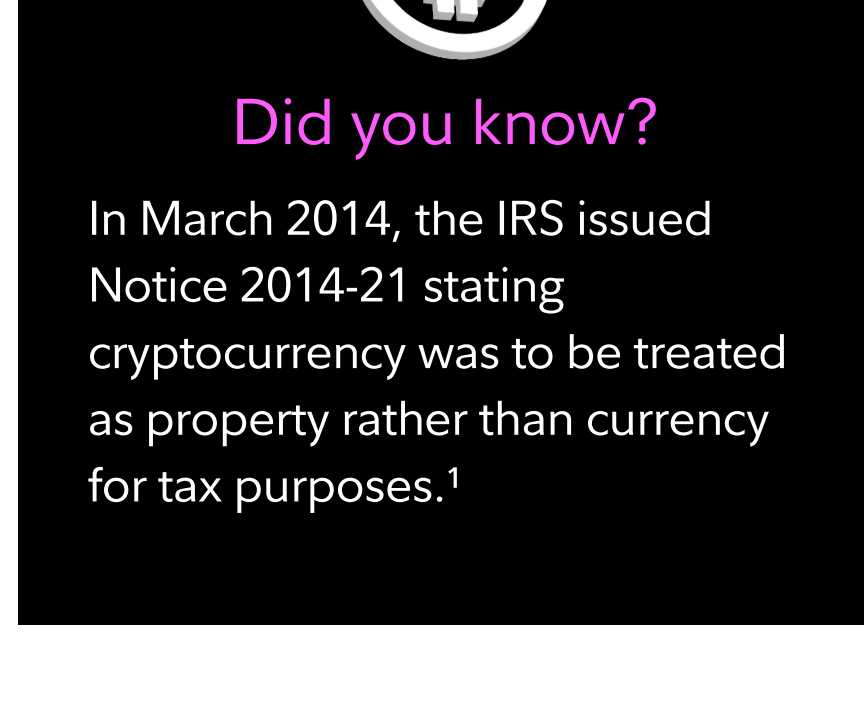 Did you know?
In March 2014, the IRS issued
Notice 2014-21 stating
cryptocurrency was to be treated
as property rather than currency
for tax purposes.¹